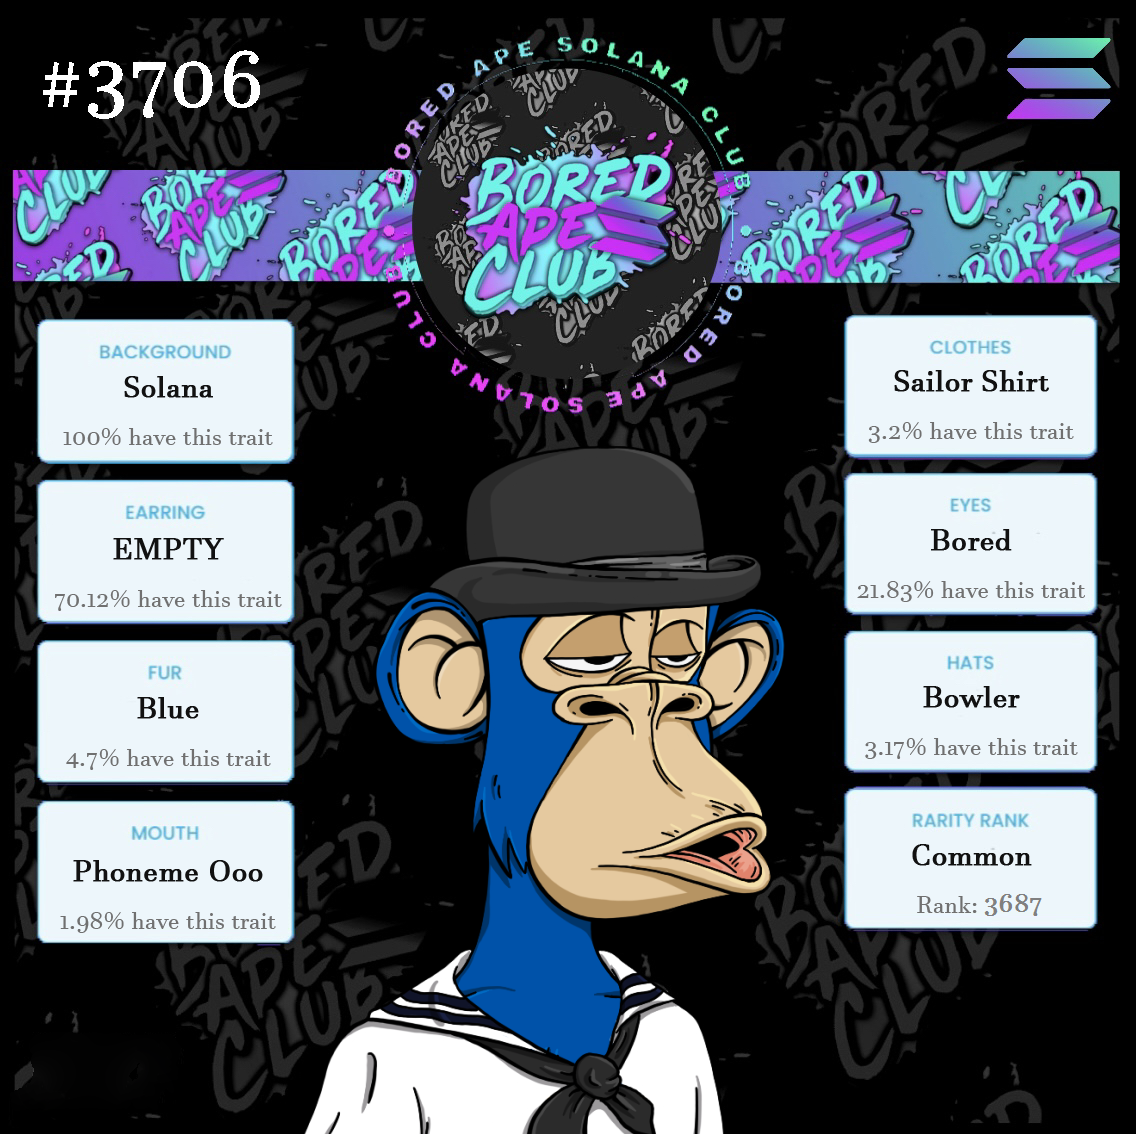 #3706
BORED APE SOLANA CLUB
BORED
APE
CLUB
BORED APE SOLANA CLUB
BACKGROUND
Solana
100% have this trait
EARRING
EMPTY
70.12% have this trait
FUR
Blue
4.7% have this trait
MOUTH
Phoneme Ooo
1.98% have this trait
CLOTHES
Sailor Shirt
3.2% have this trait
EYES
Bored
21.83% have this trait
HATS
Bowler
3.17% have this trait
RARITY RANK
Common
Rank: 3687